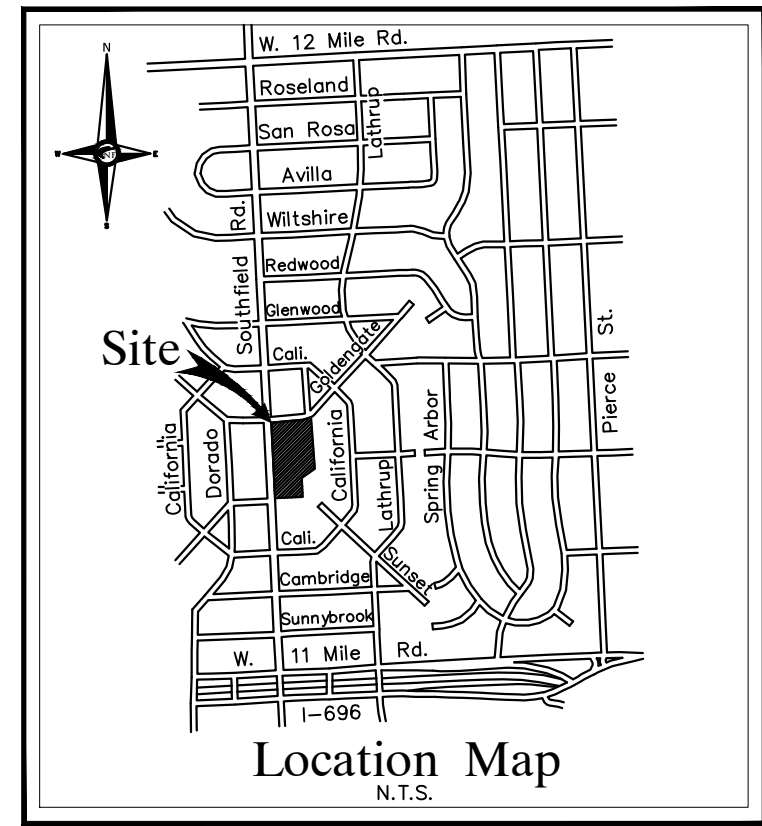 N
W. 12 Mile Rd.
Roseland
Lathrup
San Rosa
W
NF
E
Avilla
Rd.
Wiltshire
S
Redwood
Southfield
Glenwood
St.
Site
Cali.
Goldengate
Pierce
California
Dorado
California
Lathrup
Spring Arbor
Cali.
Sunset
Cambridge
Sunnybrook
W. 11 Mile Rd.
I-696
Location Map
N.T.S.